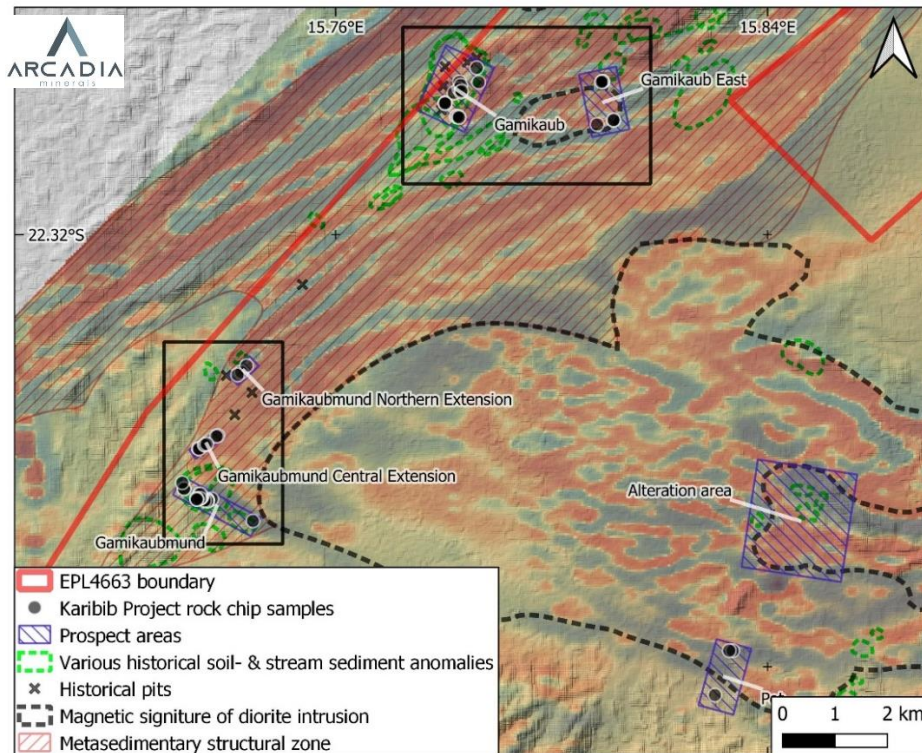 ARCADIA
minerals
15.76°E
15.84°E
Gamikaub East
Gamikaub
22.32°S
Gamikaubmund Northern Extension
Gamikaubmund Central Extension
Alteration area
Gamikaubmund
EPL4663 boundary
Karibib Project rock chip samples
Prospect areas
Various historical soil- & stream sediment anomalies
Historical pits
Magnetic signiture of diorite intrusion
Metasedimentary structural zone
0 1 2 km